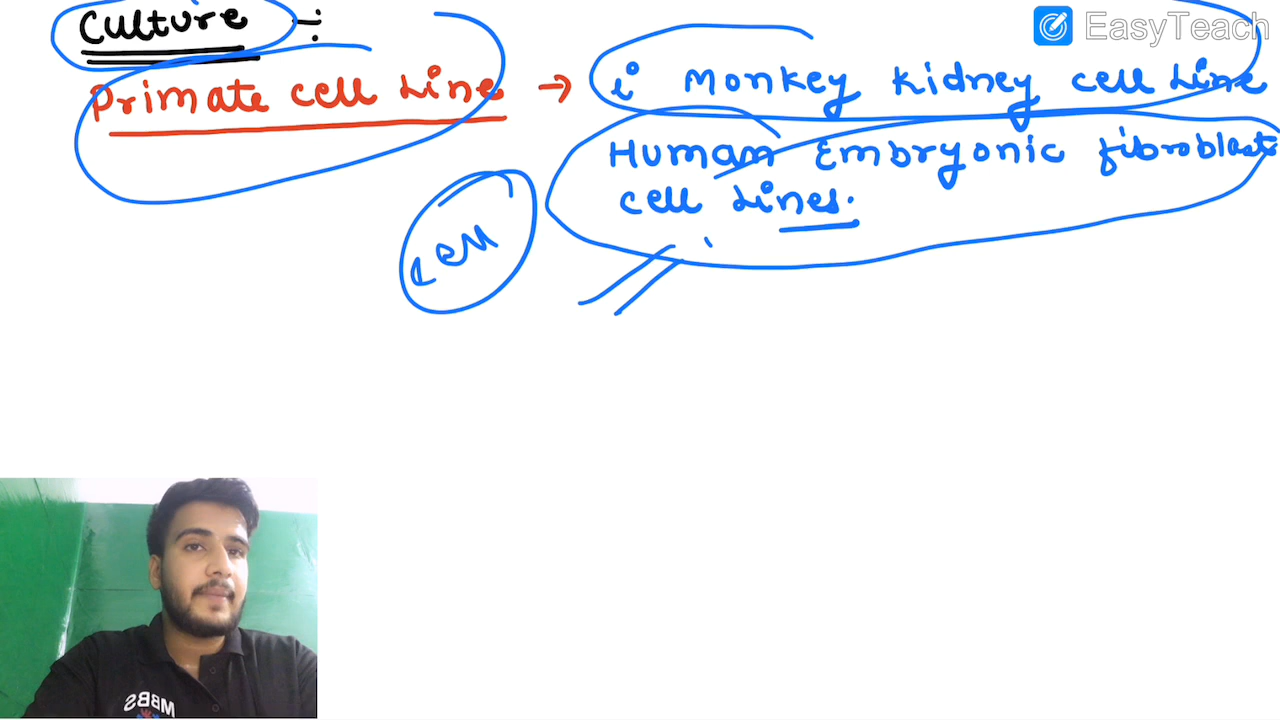 Culture :
EasyTeach
Primate cell Line → i Monkey Kidney cell Line
Human Embryonic fibroblast
cell Lines.
cell
MBBS